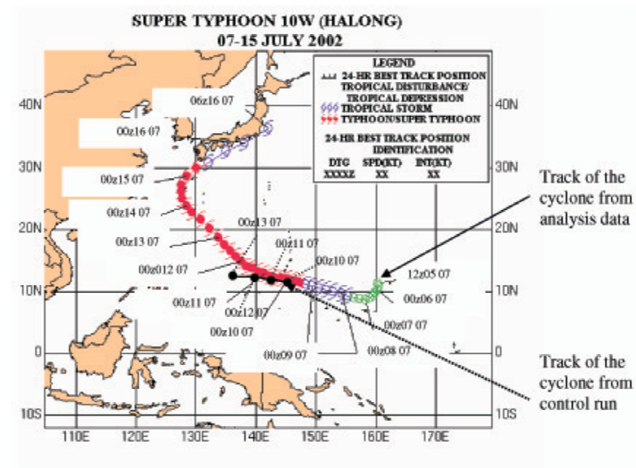 SUPER TYPHOON 10W (HALONG)
07-15 JULY 2002
LEGEND
24-HR BEST TRACK POSITION
TROPICAL DISTURBANCE/
TROPICAL DEPRESSION
TROPICAL STORM
TYPHOON/SUPER TYPHOON
24-HR BEST TRACK POSITION
IDENTIFICATION
DTG SPD(KT) INT(KT)
XXXXZ XX XX
40N
40N
06z16 07
00z16 07
00z16 07
30N
30N
00z15 07
00z14 07
20N
20N
00z13 07
00z13 07
00z11 07
00z012 07
00z10 07
12z05 07
10N
10N
00z06 07
00z11 07
00z12 07
00z10 07
00z07 07
00z09 07
00z08 07
0
0
10S
10S
110E 120E 130E 140E 150E 160E 170E
Track of the
cyclone from
analysis data
Track of the
cyclone from
control run